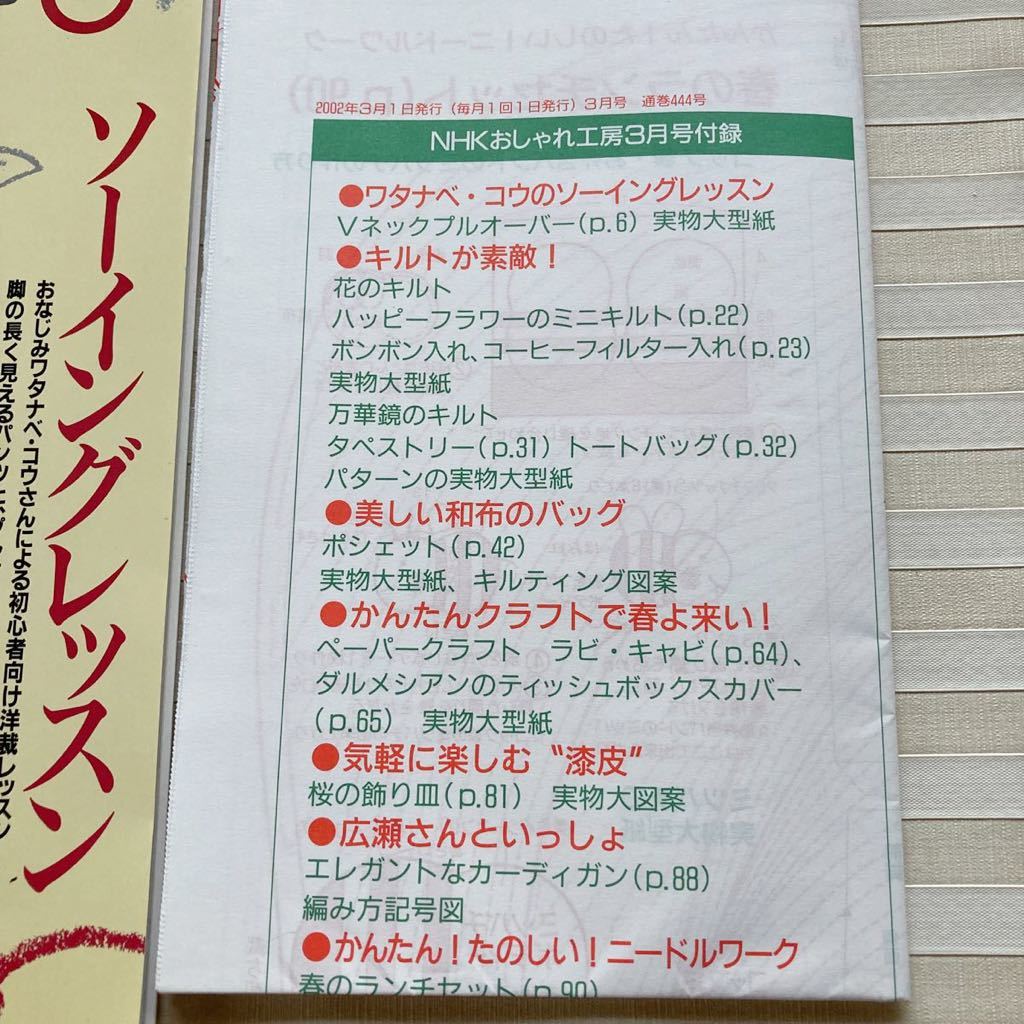 ソーイングレッスン
おなじみワタナベ・コウさんによる初心者向け洋裁レッスン
脚の長く見えるパンツ
2002年3月1日発行（毎月1回1日発行）3月号　通巻444号
NHKおしゃれ工房3月号付録
●ワタナベ・コウのソーイングレッスン
Vネックプルオーバー(p.6)　実物大型紙
●キルトが素敵！
花のキルト
ハッピーフラワーのミニキルト(p.22)
ボンボン入れ、コーヒーフィルター入れ(p.23)
実物大型紙
万華鏡のキルト
タペストリー(p.31)　トートバッグ(p.32)
パターンの実物大型紙
●美しい和布のバッグ
ポシェット(p.42)
実物大型紙、キルティング図案
●かんたんクラフトで春よ来い！
ペーパークラフト　ラビ・キャビ(p.64)、
ダルメシアンのティッシュボックスカバー
(p.65)　実物大型紙
●気軽に楽しむ〝漆皮〟
桜の飾り皿(p.81)　実物大図案
●広瀬さんといっしょ
エレガントなカーディガン(p.88)
編み方記号図
●かんたん！たのしい！ニードルワーク
春のランチセット(p.90)